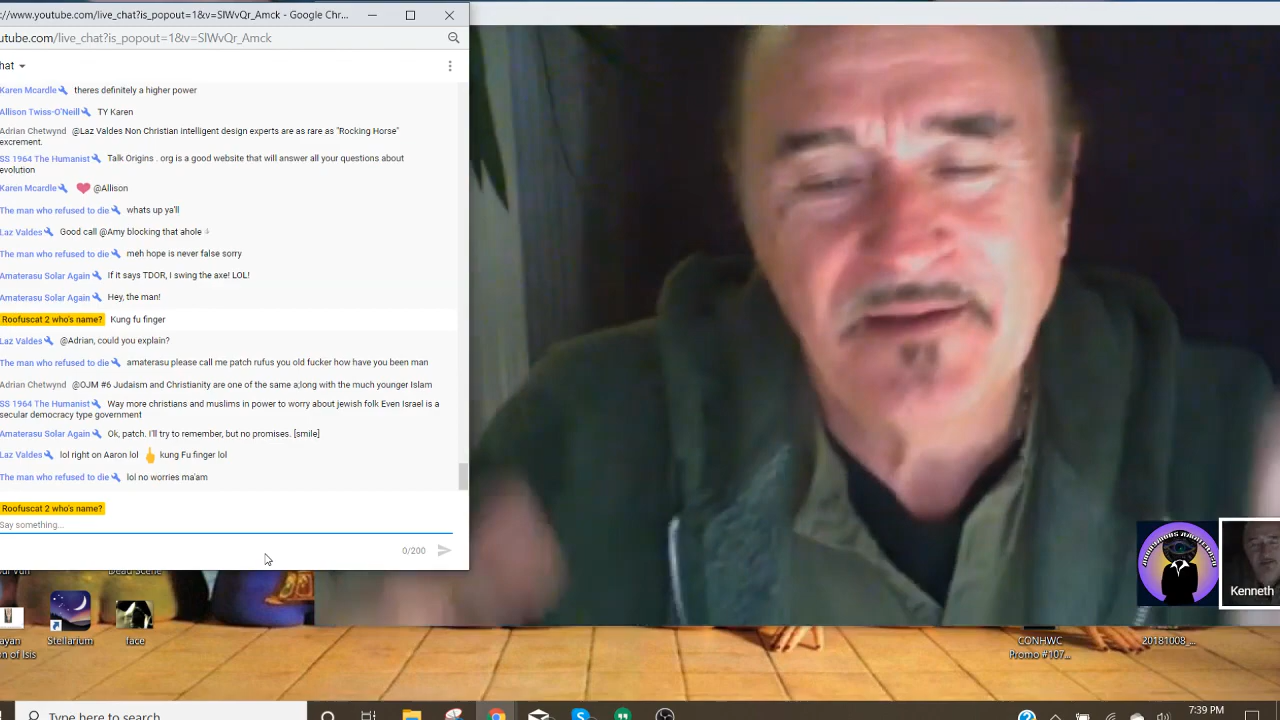 ://www.youtube.com/live_chat?is_popout=1&v=SlWvQr_Amck - Google Chr...
utube.com/live_chat?is_popout=1&v=SlWvQr_Amck
hat
Karen Mcardle theres definitely a higher power
Allison Twiss-O'Neill TY Karen
Adrian Chetwynd @Laz Valdes Non Christian intelligent design experts are as rare as "Rocking Horse"
excrement.
SS 1964 The Humanist Talk Origins . org is a good website that will answer all your questions about
evolution
Karen Mcardle @Allison
The man who refused to die whats up ya'll
Laz Valdes Good call @Amy blocking that ahole
The man who refused to die meh hope is never false sorry
Amaterasu Solar Again If it says TDOR, I swing the axe! LOL!
Amaterasu Solar Again Hey, the man!
Roofuscat 2 who's name? Kung fu finger
Laz Valdes @Adrian, could you explain?
The man who refused to die amaterasu please call me patch rufus you old fucker how have you been man
Adrian Chetwynd @OJM #6 Judaism and Christianity are one of the same a;long with the much younger Islam
SS 1964 The Humanist Way more christians and muslims in power to worry about jewish folk Even Israel is a
secular democracy type government
Amaterasu Solar Again Ok, patch. I'll try to remember, but no promises. [smile]
Laz Valdes lol right on Aaron lol 👆 kung Fu finger lol
The man who refused to die lol no worries ma'am
Roofuscat 2 who's name?
Say something...
0/200
Dead Scene
ayan
on of Isis
Stellarium
face
Kenneth
CONHWC
Promo #107...
20181008_...
Type here to search
7:39 PM